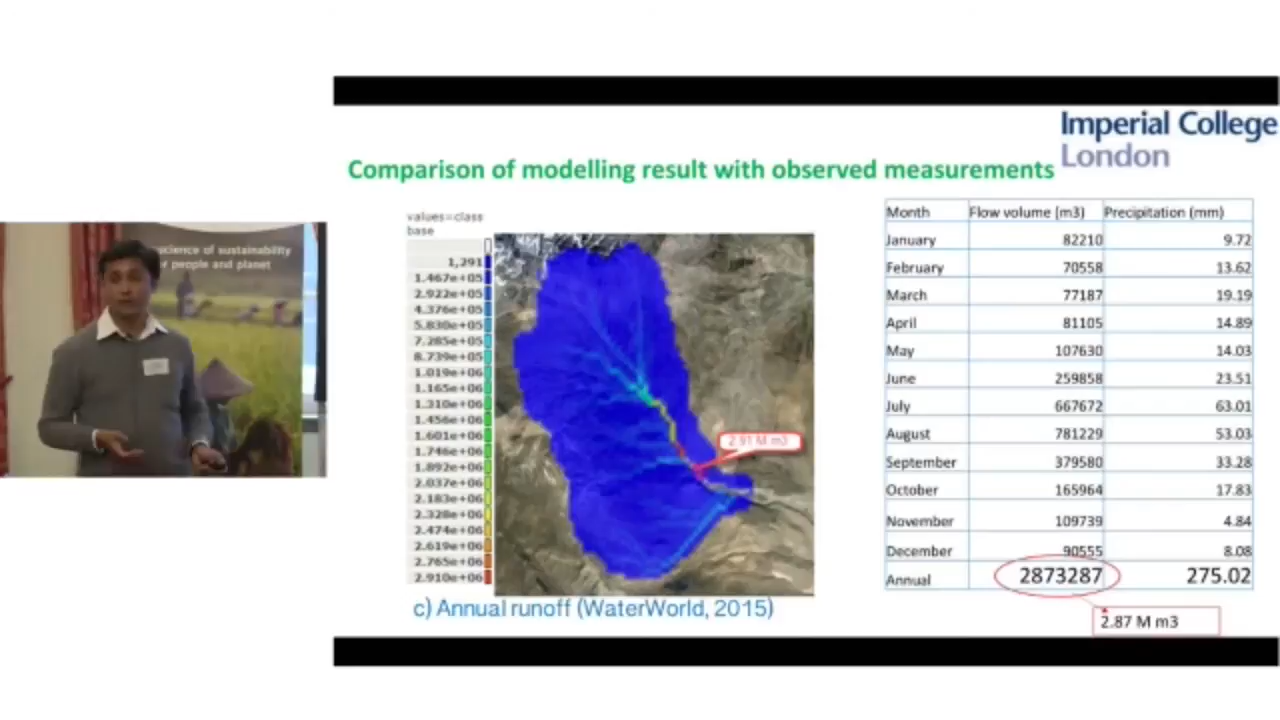 Imperial College
London
Comparison of modelling result with observed measurements
science of sustainability
r people and planet
values=class
base
1,291
1.467e+05
2.922e+05
4.376e+05
5.830e+05
7.285e+05
8.739e+05
1.019e+06
1.165e+06
1.310e+06
1.456e+06
1.601e+06
1.746e+06
1.892e+06
2.037e+06
2.183e+06
2.328e+06
2.474e+06
2.619e+06
2.765e+06
2.910e+06
2.91 M m3
c) Annual runoff (WaterWorld, 2015)
Month Flow volume (m3) Precipitation (mm)
January 82210 9.72
February 70558 13.62
March 77187 19.19
April 81105 14.89
May 107630 14.03
June 259858 23.51
July 667672 63.01
August 781229 53.03
September 379580 33.28
October 165964 17.83
November 109739 4.84
December 90555 8.08
Annual 2873287 275.02
2.87 M m3